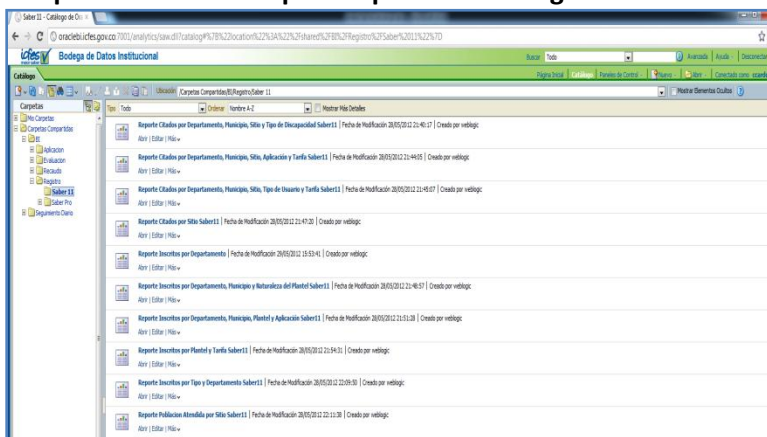 Saber 11 - Catálogo de Ora
oraclebi.icfes.gov.co:7001/analytics/saw.dll?catalog#%7B%22location%22%3A%22%2Fshared%2FBI%2FRegistro%2FSaber%2011%22%7D
icfes Bodega de Datos Institucional
Buscar Todo Avanzada Ayuda Desconectar
Catálogo
Página Inicial Catálogo Paneles de Control Nuevo Abrir Conectado como
Ubicación /Carpetas Compartidas/BI/Registro/Saber 11 Mostrar Elementos Ocultos
Carpetas
Tipo Todo Ordenar Nombre A-Z Mostrar Más Detalles
Mis Carpetas
Carpetas Compartidas
BI
Aplicacion
Evaluacion
Recaudo
Registro
Saber 11
Saber Pro
Seguimiento Diario
Reporte Citados por Departamento, Municipio, Sitio y Tipo de Discapacidad Saber11 | Fecha de Modificación 28/05/2012 21:40:17 | Creado por weblogic
Abrir | Editar | Más
Reporte Citados por Departamento, Municipio, Sitio, Aplicación y Tarifa Saber11 | Fecha de Modificación 28/05/2012 21:44:05 | Creado por weblogic
Abrir | Editar | Más
Reporte Citados por Departamento, Municipio, Sitio, Tipo de Usuario y Tarifa Saber11 | Fecha de Modificación 28/05/2012 21:45:07 | Creado por weblogic
Abrir | Editar | Más
Reporte Citados por Sitio Saber11 | Fecha de Modificación 28/05/2012 21:47:20 | Creado por weblogic
Abrir | Editar | Más
Reporte Inscritos por Departamento | Fecha de Modificación 29/05/2012 15:53:41 | Creado por weblogic
Abrir | Editar | Más
Reporte Inscritos por Departamento, Municipio y Naturaleza del Plantel Saber11 | Fecha de Modificación 28/05/2012 21:48:57 | Creado por weblogic
Abrir | Editar | Más
Reporte Inscritos por Departamento, Municipio, Plantel y Aplicación Saber11 | Fecha de Modificación 28/05/2012 21:51:28 | Creado por weblogic
Abrir | Editar | Más
Reporte Inscritos por Plantel y Tarifa Saber11 | Fecha de Modificación 28/05/2012 21:54:31 | Creado por weblogic
Abrir | Editar | Más
Reporte Inscritos por Tipo y Departamento Saber11 | Fecha de Modificación 28/05/2012 22:09:50 | Creado por weblogic
Abrir | Editar | Más
Reporte Poblacion Atendida por Sitio Saber11 | Fecha de Modificación 28/05/2012 22:11:38 | Creado por weblogic
Abrir | Editar | Más